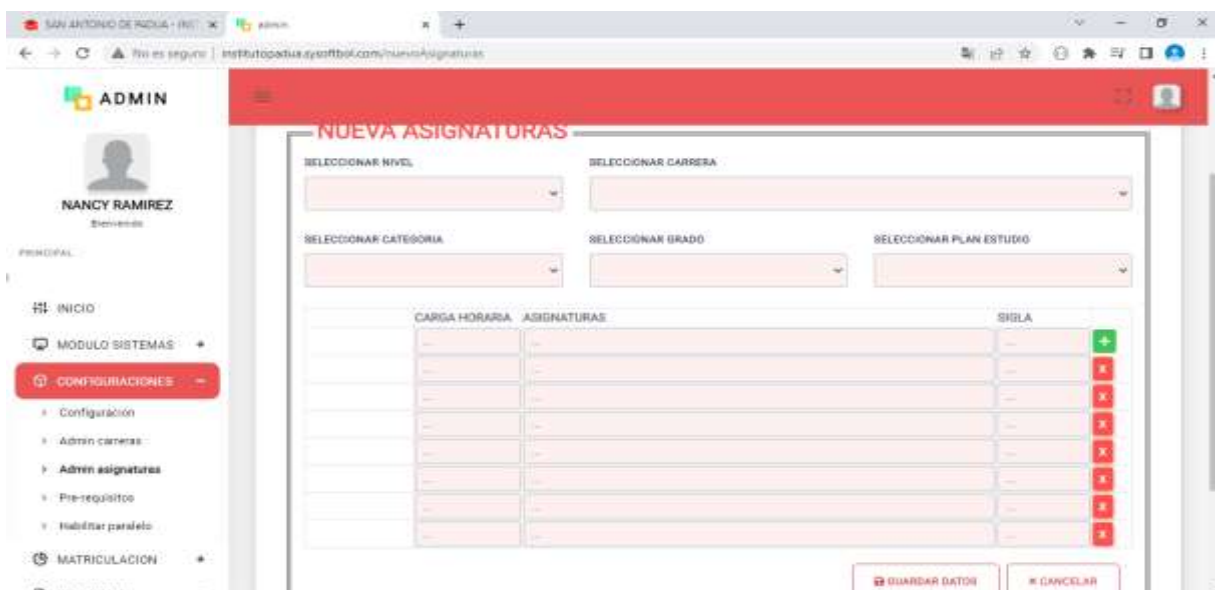 SAN ANTONIO DE PADUA - INST
admin
No es seguro | institutopadua.sysoftbol.com/nuevoAsignaturas
ADMIN
NANCY RAMIREZ
Bienvenido
PRINCIPAL
INICIO
MODULO SISTEMAS +
CONFIGURACIONES -
Configuración
Admin carreras
Admin asignaturas
Pre-requisitos
Habilitar paralelo
MATRICULACION +
NUEVA ASIGNATURAS
SELECCIONAR NIVEL
SELECCIONAR CARRERA
SELECCIONAR CATEGORIA
SELECCIONAR GRADO
SELECCIONAR PLAN ESTUDIO
CARGA HORARIA ASIGNATURAS SIGLA
... ... ... +
... ... ... x
... ... ... x
... ... ... x
... ... ... x
... ... ... x
... ... ... x
... ... ... x
GUARDAR DATOS
× CANCELAR